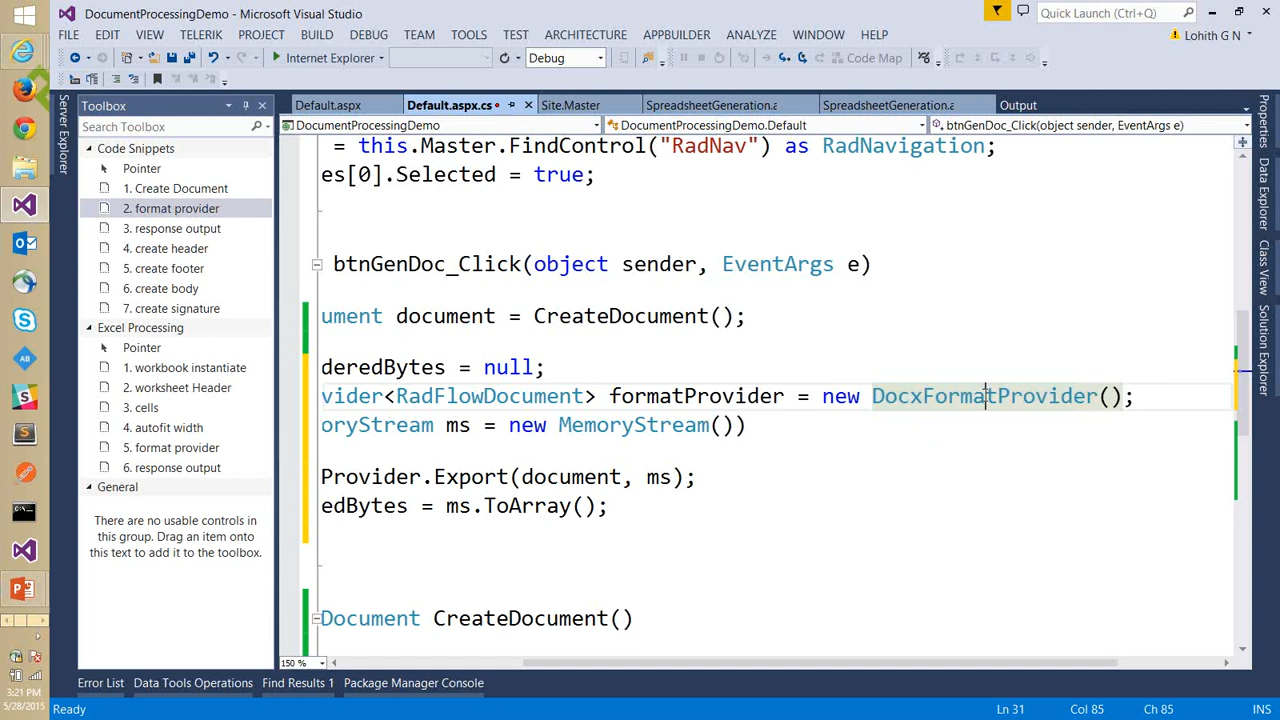 DocumentProcessingDemo - Microsoft Visual Studio
Quick Launch (Ctrl+Q)
FILE EDIT VIEW TELERIK PROJECT BUILD DEBUG TEAM TOOLS TEST ARCHITECTURE APPBUILDER ANALYZE WINDOW HELP
Lohith G N
Internet Explorer
Debug
Code Map
Server Explorer
Toolbox
Default.aspx
Default.aspx.cs
Site.Master
SpreadsheetGeneration.a
SpreadsheetGeneration.a
Output
Search Toolbox
DocumentProcessingDemo
DocumentProcessingDemo.Default
btnGenDoc_Click(object sender, EventArgs e)
Code Snippets
Pointer
1. Create Document
2. format provider
3. response output
4. create header
5. create footer
6. create body
7. create signature
Excel Processing
Pointer
1. workbook instantiate
2. worksheet Header
3. cells
4. autofit width
5. format provider
6. response output
General
There are no usable controls in
this group. Drag an item onto
this text to add it to the toolbox.
= this.Master.FindControl("RadNav") as RadNavigation;
es[0].Selected = true;
btnGenDoc_Click(object sender, EventArgs e)
ument document = CreateDocument();
deredBytes = null;
vider<RadFlowDocument> formatProvider = new DocxFormatProvider();
oryStream ms = new MemoryStream())
Provider.Export(document, ms);
edBytes = ms.ToArray();
Document CreateDocument()
150 %
Properties
Data Explorer
Class View
Solution Explorer
Error List Data Tools Operations Find Results 1 Package Manager Console
Ready
Ln 31
Col 85
Ch 85
INS
3:21 PM
5/28/2015